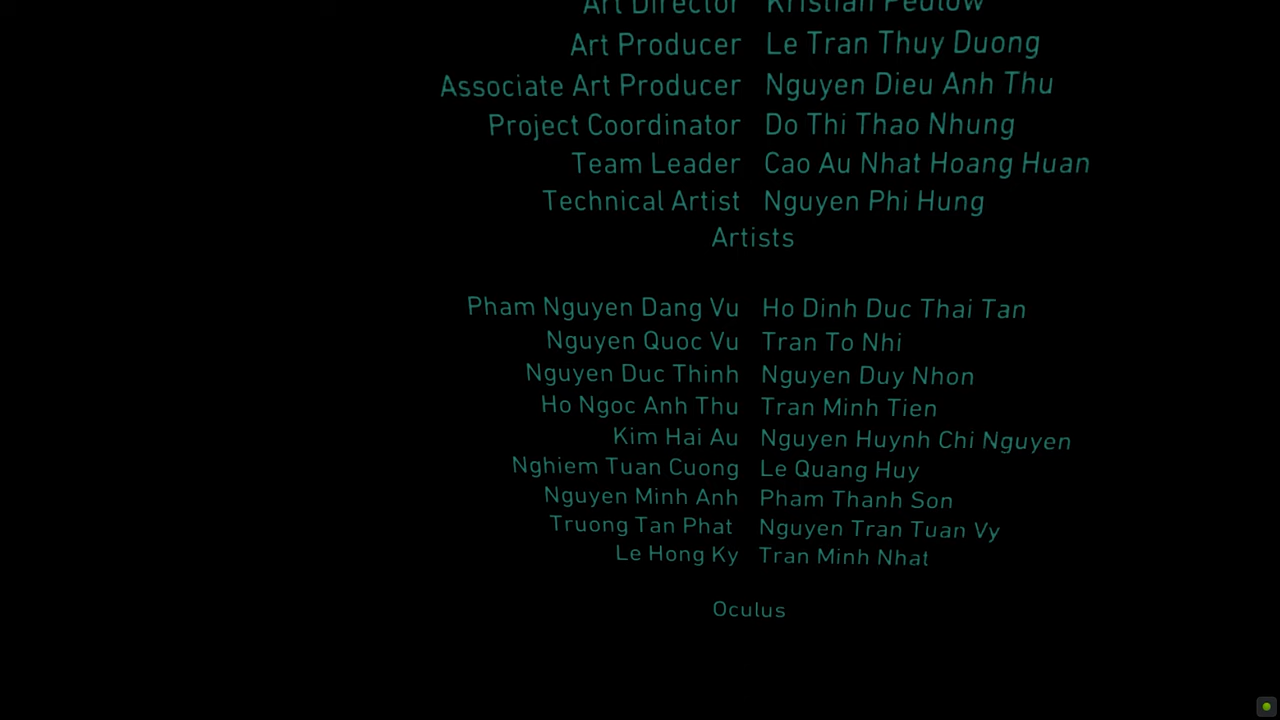 Art Director Kristian Pedlow
Art Producer Le Tran Thuy Duong
Associate Art Producer Nguyen Dieu Anh Thu
Project Coordinator Do Thi Thao Nhung
Team Leader Cao Au Nhat Hoang Huan
Technical Artist Nguyen Phi Hung
Artists
Pham Nguyen Dang Vu Ho Dinh Duc Thai Tan
Nguyen Quoc Vu Tran To Nhi
Nguyen Duc Thinh Nguyen Duy Nhon
Ho Ngoc Anh Thu Tran Minh Tien
Kim Hai Au Nguyen Huynh Chi Nguyen
Nghiem Tuan Cuong Le Quang Huy
Nguyen Minh Anh Pham Thanh Son
Truong Tan Phat Nguyen Tran Tuan Vy
Le Hong Ky Tran Minh Nhat
Oculus